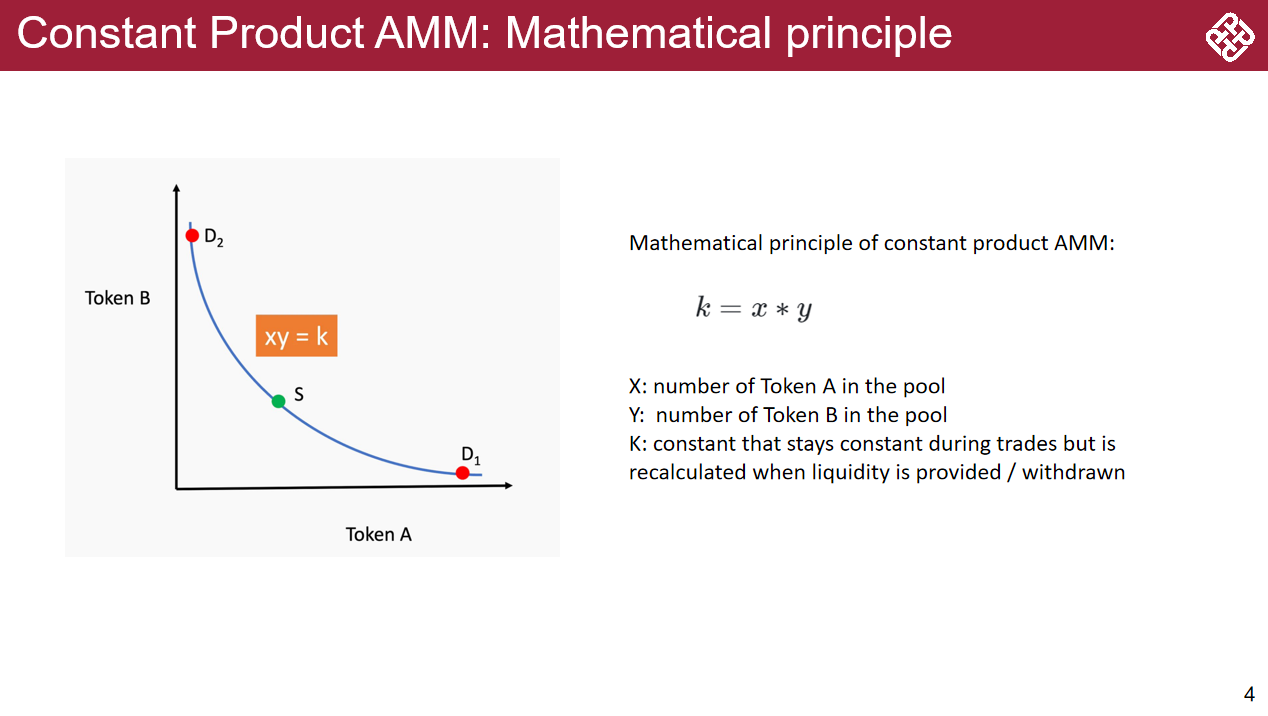 Constant Product AMM: Mathematical principle
D2
Token B
xy = k
S
D1
Token A
Mathematical principle of constant product AMM:
k = x ∗ y
X: number of Token A in the pool
Y:  number of Token B in the pool
K: constant that stays constant during trades but is
recalculated when liquidity is provided / withdrawn
4